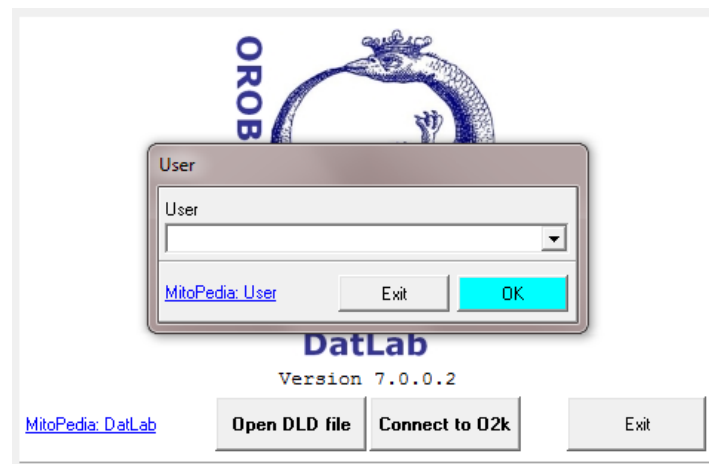 OROB
User
User
MitoPedia: User
Exit
OK
DatLab
Version 7.0.0.2
MitoPedia: DatLab
Open DLD file
Connect to O2k
Exit